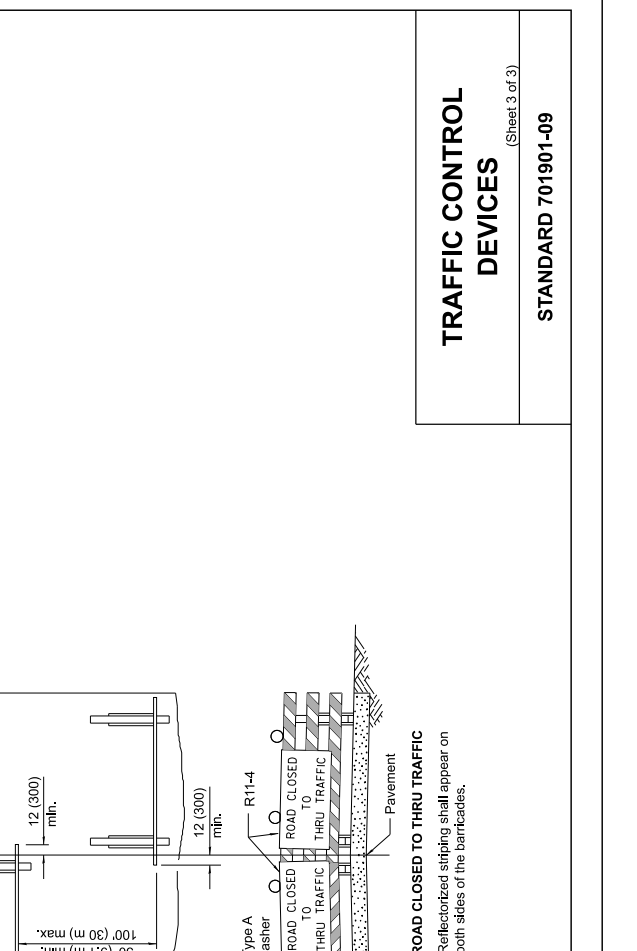 TRAFFIC CONTROL
DEVICES
(Sheet 3 of 3)
STANDARD 701901-09
12 (300)
min.
100' (30 m) max.
12 (300)
min.
R11-4
ROAD CLOSED
TO
THRU TRAFFIC
ROAD CLOSED
TO
THRU TRAFFIC
Pavement
ROAD CLOSED TO THRU TRAFFIC
Reflectorized striping shall appear on
both sides of the barricades.